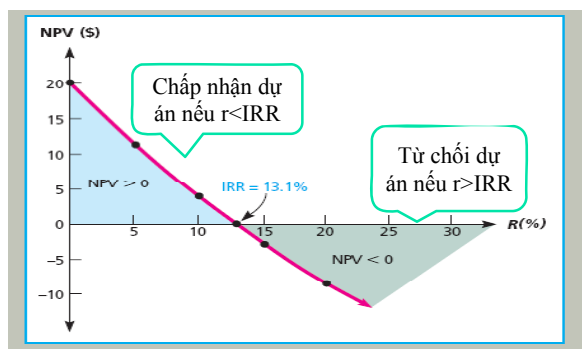 NPV ($)
Chấp nhận dự
án nếu r<IRR
Từ chối dự
án nếu r>IRR
20
15
10
5
0
−5
−10
NPV > 0
IRR = 13.1%
5
10
15
20
25
30
R(%)
NPV < 0